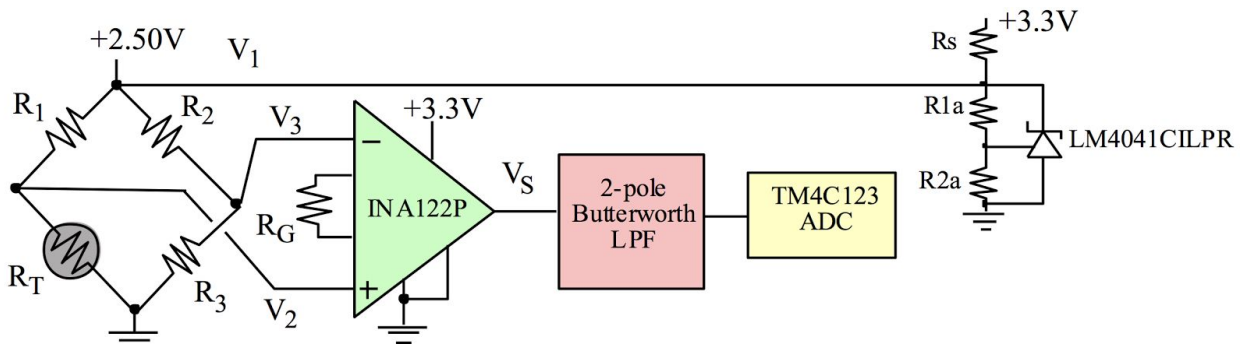 +2.50V
V1
+3.3V
Rs
R1
R2
V3
+3.3V
R1a
LM4041CILPR
−
INA122P
RG
VS
2-pole
Butterworth
LPF
TM4C123
ADC
R2a
RT
R3
V2
+